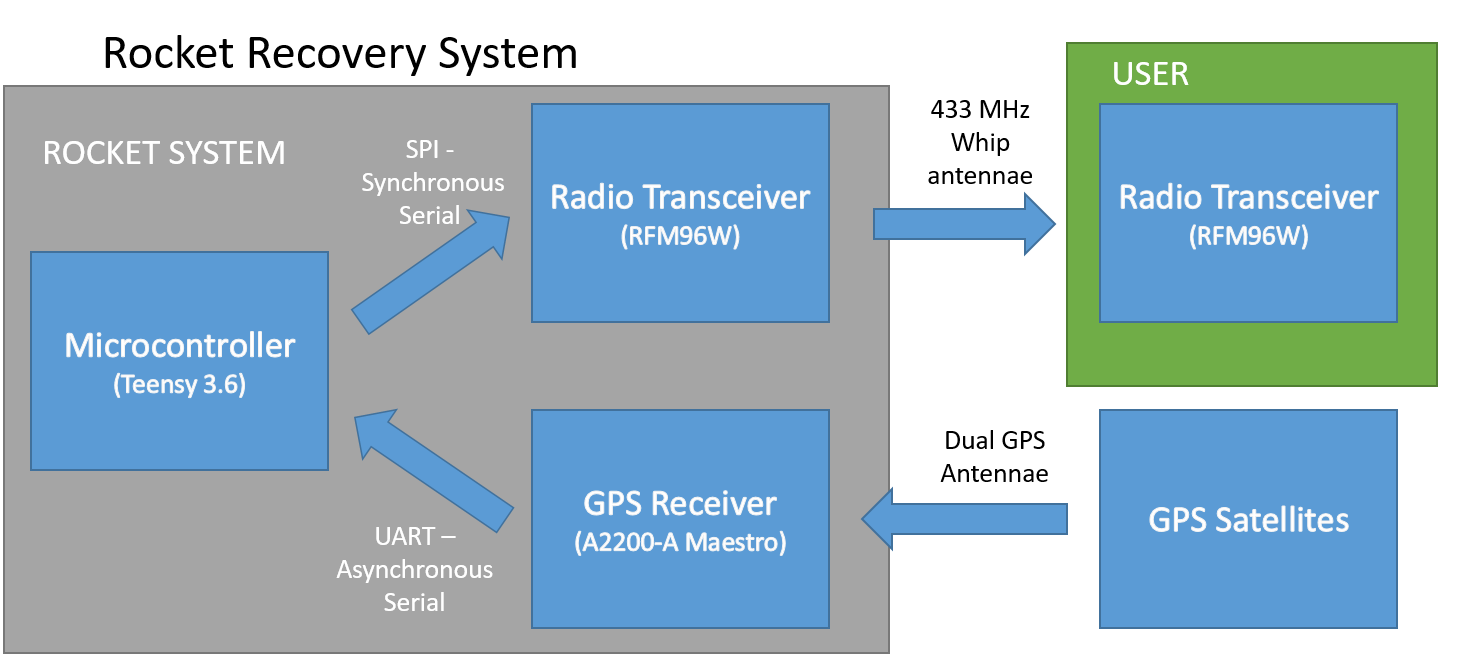 Rocket Recovery System
ROCKET SYSTEM
SPI -
Synchronous
Serial
Radio Transceiver
(RFM96W)
433 MHz
Whip
antennae
USER
Radio Transceiver
(RFM96W)
Microcontroller
(Teensy 3.6)
UART –
Asynchronous
Serial
GPS Receiver
(A2200-A Maestro)
Dual GPS
Antennae
GPS Satellites